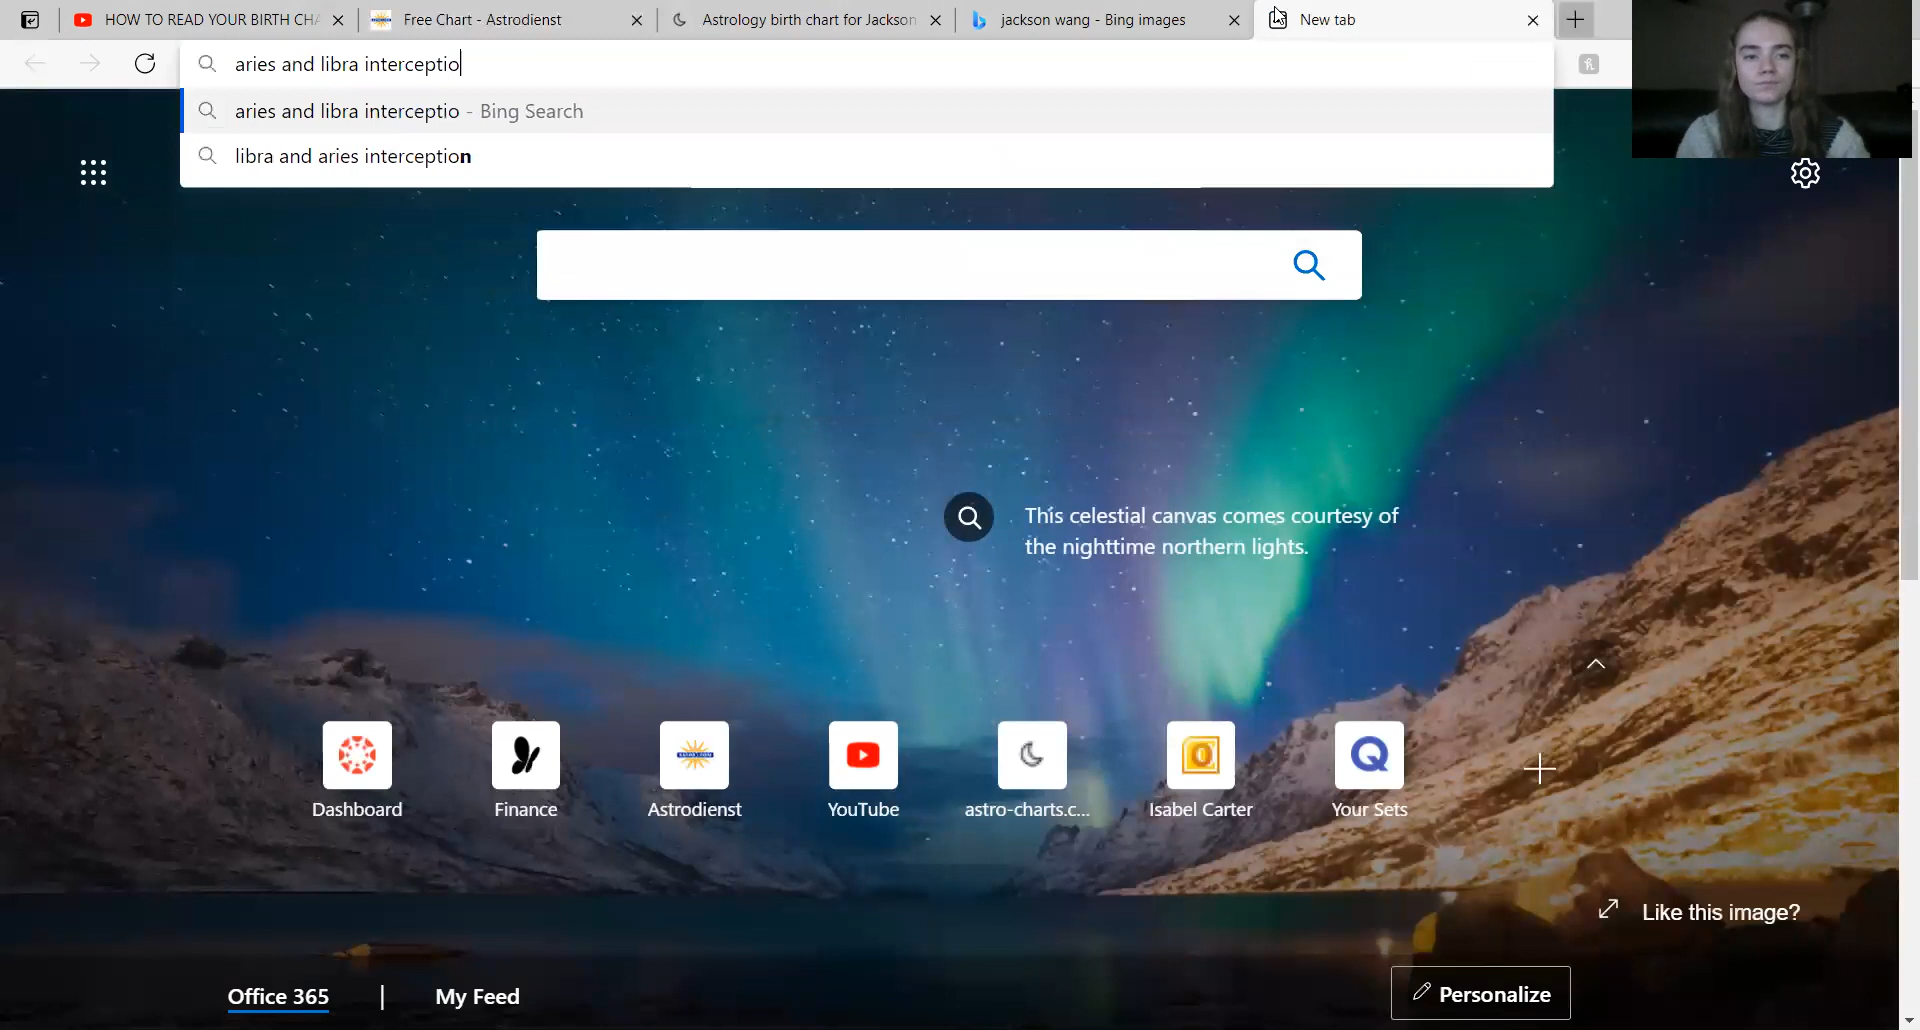 HOW TO READ YOUR BIRTH CHA
Free Chart - Astrodienst
Astrology birth chart for Jackson
jackson wang - Bing images
New tab
aries and libra interceptio
aries and libra interceptio - Bing Search
libra and aries interception
This celestial canvas comes courtesy of
the nighttime northern lights.
Dashboard
Finance
Astrodienst
YouTube
astro-charts.c...
Isabel Carter
Your Sets
Like this image?
Office 365 | My Feed
Personalize